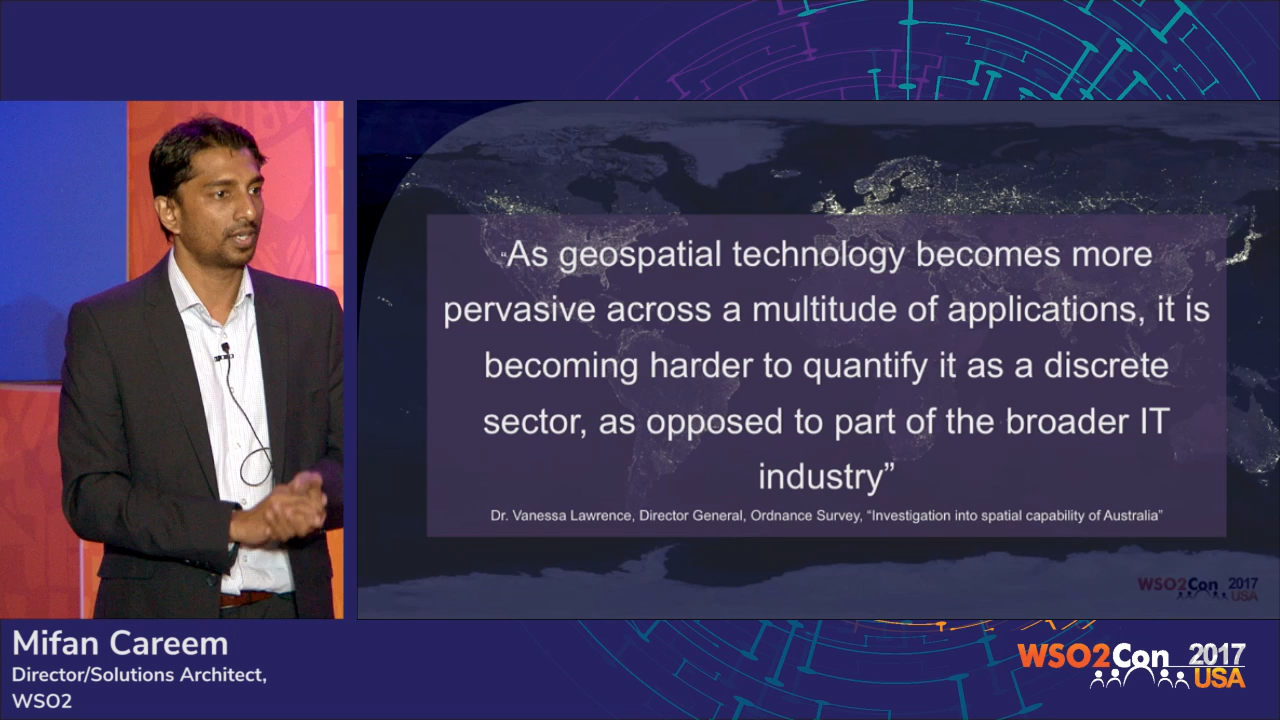 “As geospatial technology becomes more
pervasive across a multitude of applications, it is
becoming harder to quantify it as a discrete
sector, as opposed to part of the broader IT
industry”
Dr. Vanessa Lawrence, Director General, Ordnance Survey, “Investigation into spatial capability of Australia”
WSO2Con 2017
USA
Mifan Careem
Director/Solutions Architect,
WSO2
WSO2Con 2017
USA